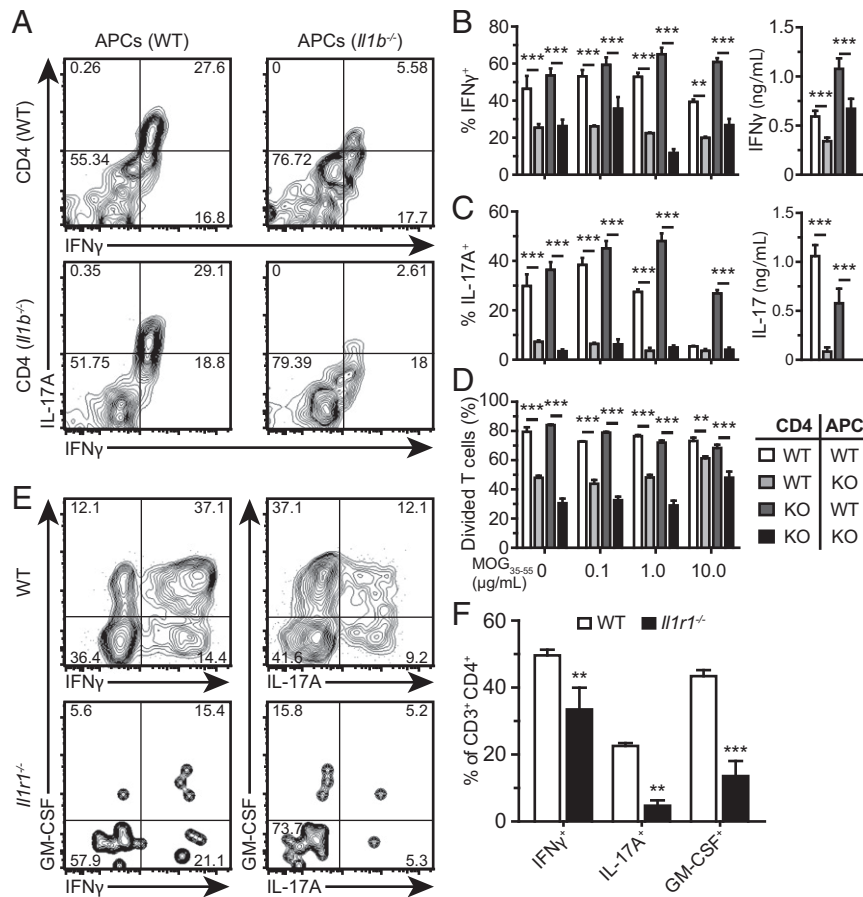 A
APCs (WT)
APCs (Il1b-/-)
CD4 (WT)
0.26
27.6
55.34
16.8
0
5.58
76.72
17.7
IFNγ
CD4 (Il1b-/-)
IL-17A
0.35
29.1
51.75
18.8
0
2.61
79.39
18
IFNγ
B
% IFNγ+
80
60
40
20
0
*** *** *** *** *** *** ** ***
IFNγ (ng/mL)
1.5
1.0
0.5
0
*** ***
C
% IL-17A+
60
40
20
0
*** *** *** *** *** *** ***
IL-17 (ng/mL)
1.5
1.0
0.5
0
*** ***
D
Divided T cells (%)
100
80
60
40
20
0
*** *** *** *** *** *** ** ***
MOG35-55
(μg/mL)
0 0.1 1.0 10.0
CD4 APC
WT WT
WT KO
KO WT
KO KO
E
WT
GM-CSF
12.1
37.1
36.4
14.4
IFNγ
37.1
12.1
41.6
9.2
IL-17A
Il1r1-/-
GM-CSF
5.6
15.4
57.9
21.1
IFNγ
GM-CSF
15.8
5.2
73.7
5.3
IL-17A
F
WT Il1r1-/-
% of CD3+ CD4+
60
40
20
0
** ** ***
IFNγ+
IL-17A+
GM-CSF+